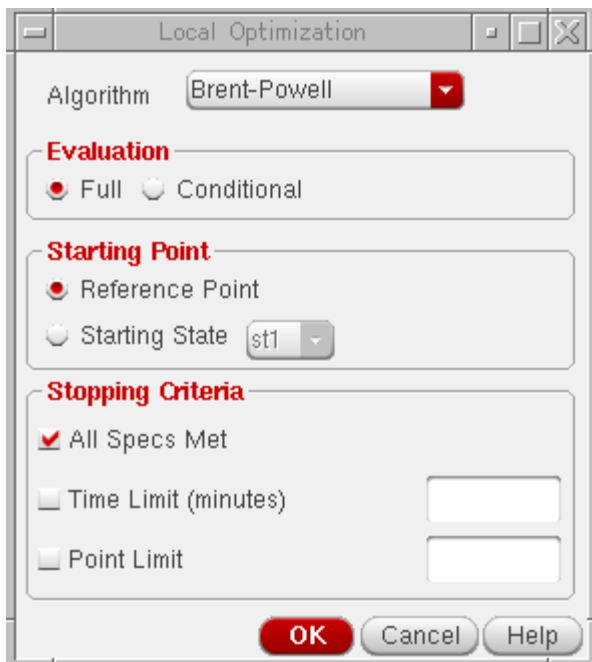 Local Optimization
Algorithm Brent-Powell
Evaluation
Full Conditional
Starting Point
Reference Point
Starting State st1
Stopping Criteria
All Specs Met
Time Limit (minutes)
Point Limit
OK Cancel Help